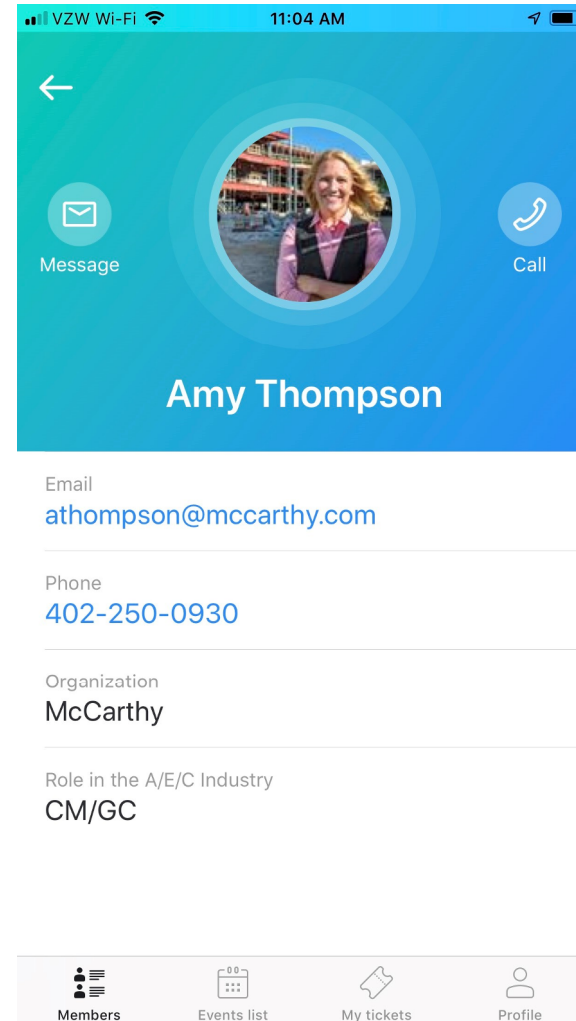 VZW Wi-Fi 11:04 AM
Message
Call
Amy Thompson
Email
athompson@mccarthy.com
Phone
402-250-0930
Organization
McCarthy
Role in the A/E/C Industry
CM/GC
Members Events list My tickets Profile